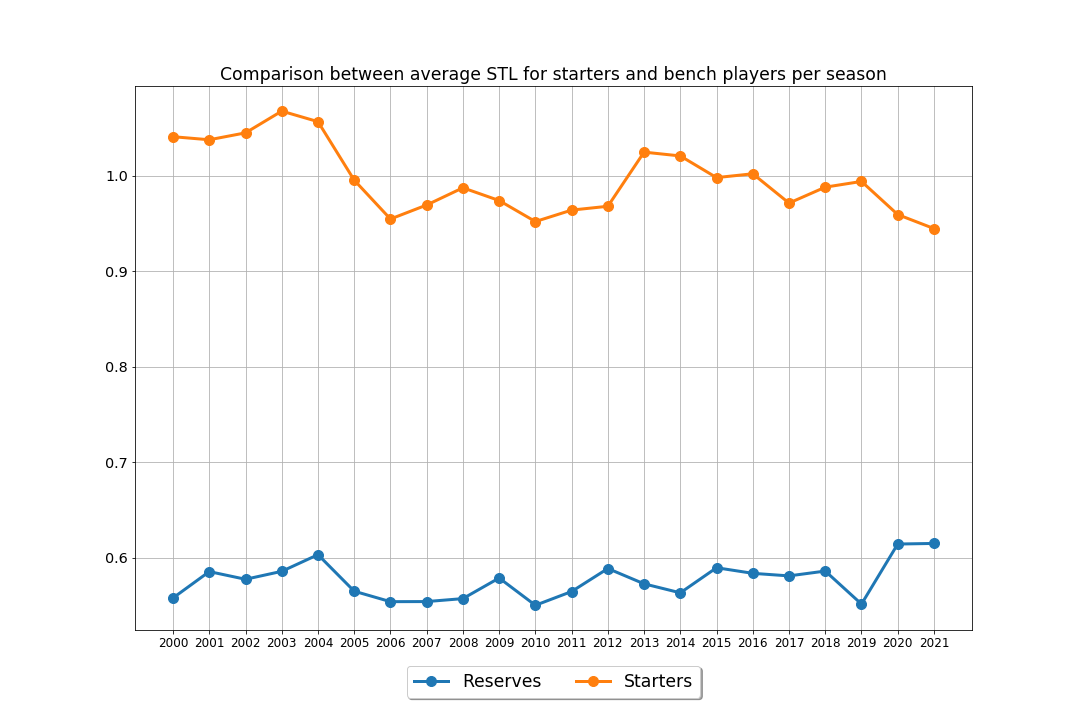 Comparison between average STL for starters and bench players per season
1.0
0.9
0.8
0.7
0.6
2000 2001 2002 2003 2004 2005 2006 2007 2008 2009 2010 2011 2012 2013 2014 2015 2016 2017 2018 2019 2020 2021
Reserves Starters